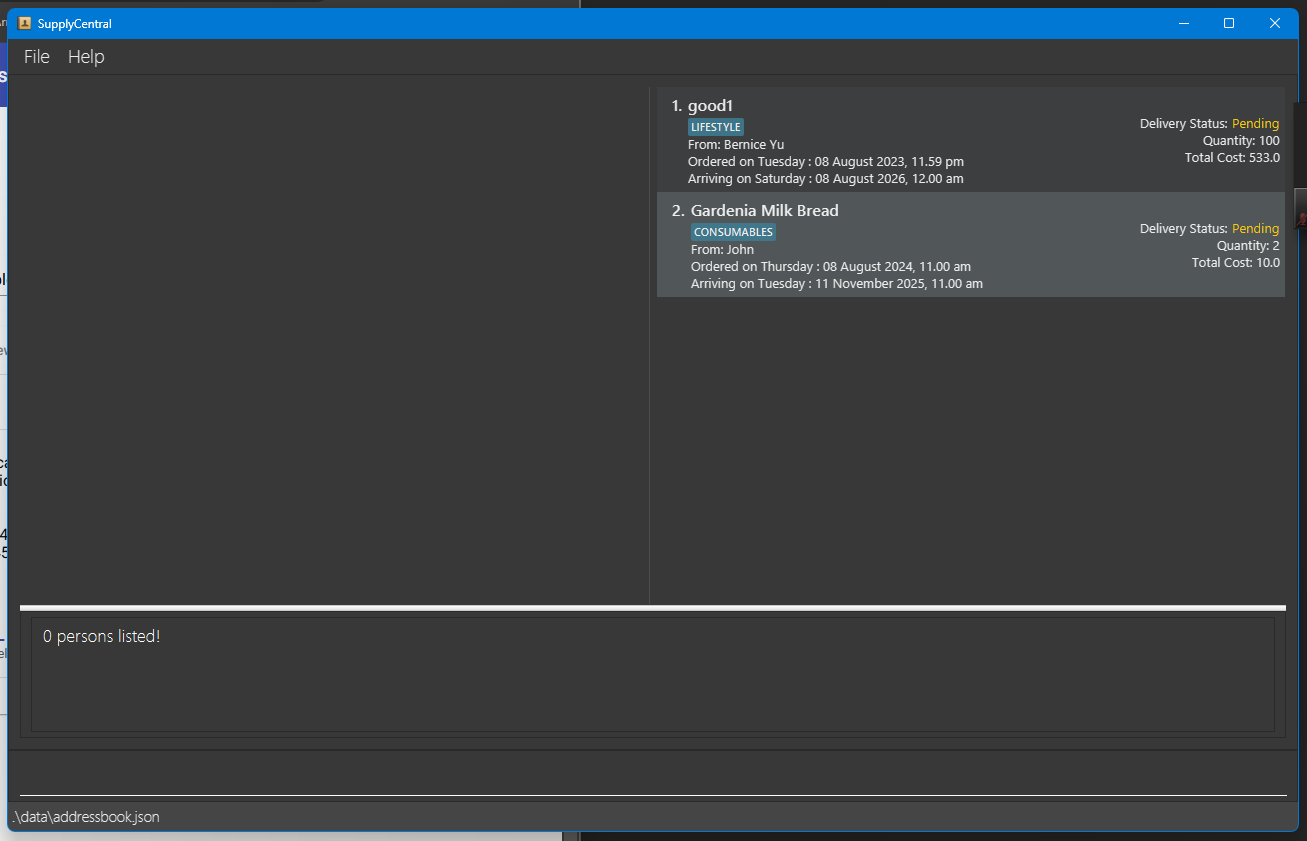 SupplyCentral
File Help
1. good1
LIFESTYLE
From: Bernice Yu
Ordered on Tuesday : 08 August 2023, 11.59 pm
Arriving on Saturday : 08 August 2026, 12.00 am
Delivery Status: Pending
Quantity: 100
Total Cost: 533.0
2. Gardenia Milk Bread
CONSUMABLES
From: John
Ordered on Thursday : 08 August 2024, 11.00 am
Arriving on Tuesday : 11 November 2025, 11.00 am
Delivery Status: Pending
Quantity: 2
Total Cost: 10.0
0 persons listed!
.\data\addressbook.json